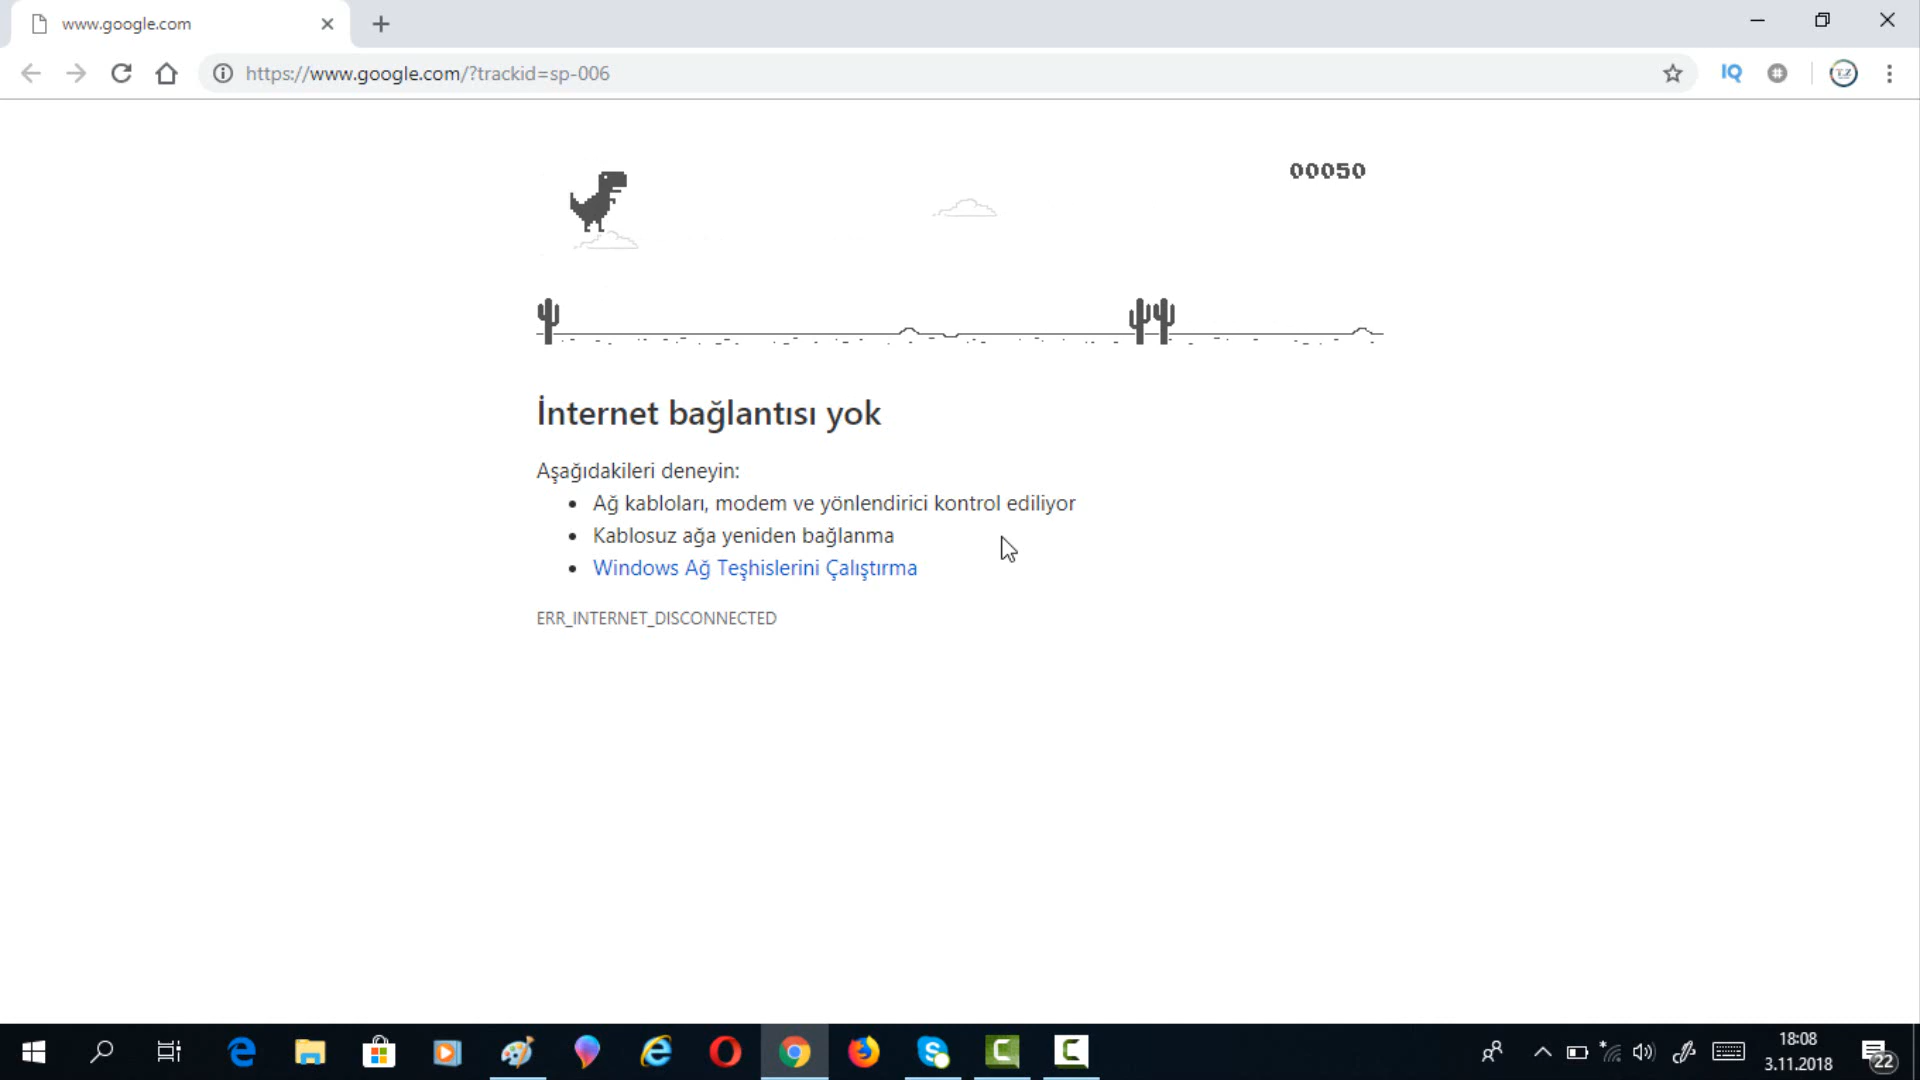 www.google.com
https://www.google.com/?trackid=sp-006
IQ
#
TZ
00050
İnternet bağlantısı yok
Aşağıdakileri deneyin:
Ağ kabloları, modem ve yönlendirici kontrol ediliyor
Kablosuz ağa yeniden bağlanma
Windows Ağ Teşhislerini Çalıştırma
ERR_INTERNET_DISCONNECTED
18:08
3.11.2018
22